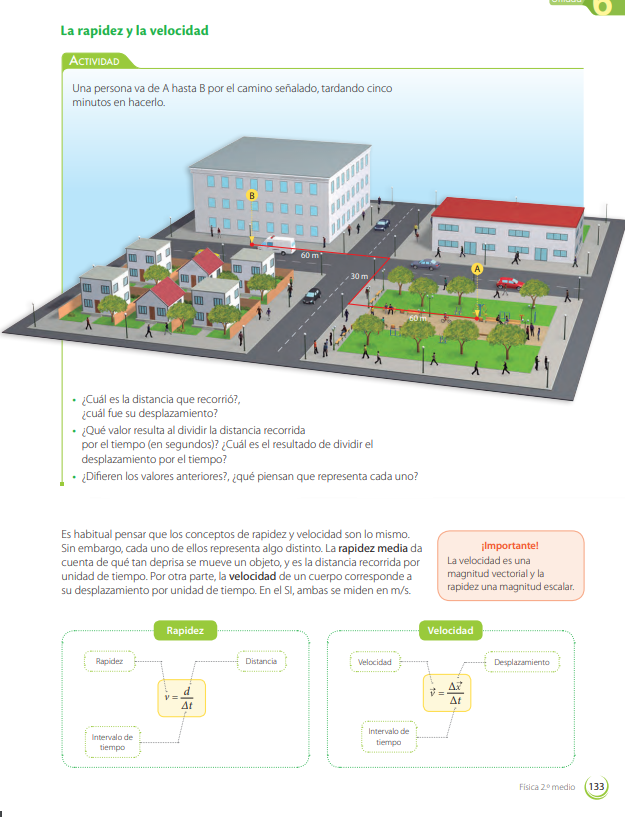 Unidad
6
La rapidez y la velocidad
ACTIVIDAD
Una persona va de A hasta B por el camino señalado, tardando cinco
minutos en hacerlo.
B
60 m
A
30 m
60 m
• ¿Cuál es la distancia que recorrió?,
¿cuál fue su desplazamiento?
• ¿Qué valor resulta al dividir la distancia recorrida
por el tiempo (en segundos)? ¿Cuál es el resultado de dividir el
desplazamiento por el tiempo?
• ¿Difieren los valores anteriores?, ¿qué piensan que representa cada uno?
Es habitual pensar que los conceptos de rapidez y velocidad son lo mismo.
Sin embargo, cada uno de ellos representa algo distinto. La rapidez media da
cuenta de qué tan deprisa se mueve un objeto, y es la distancia recorrida por
unidad de tiempo. Por otra parte, la velocidad de un cuerpo corresponde a
su desplazamiento por unidad de tiempo. En el SI, ambas se miden en m/s.
¡Importante!
La velocidad es una
magnitud vectorial y la
rapidez una magnitud escalar.
Rapidez
Rapidez
Distancia
v = d/Δt
Intervalo de
tiempo
Velocidad
Velocidad
Desplazamiento
v⃗ = Δx⃗/Δt
Intervalo de
tiempo
Física 2.º medio 133